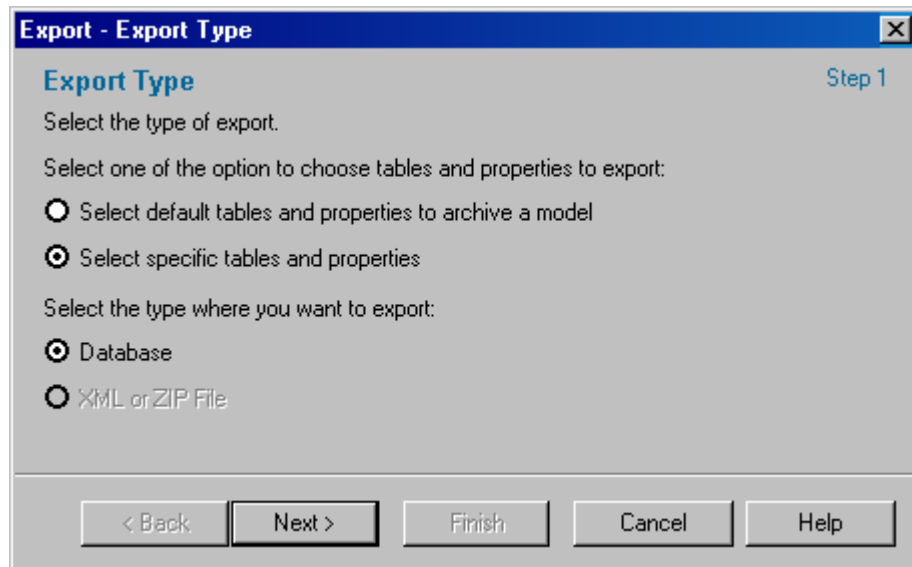 Export - Export Type
Export Type
Step 1
Select the type of export.
Select one of the option to choose tables and properties to export:
Select default tables and properties to archive a model
Select specific tables and properties
Select the type where you want to export:
Database
XML or ZIP File
< Back
Next >
Finish
Cancel
Help